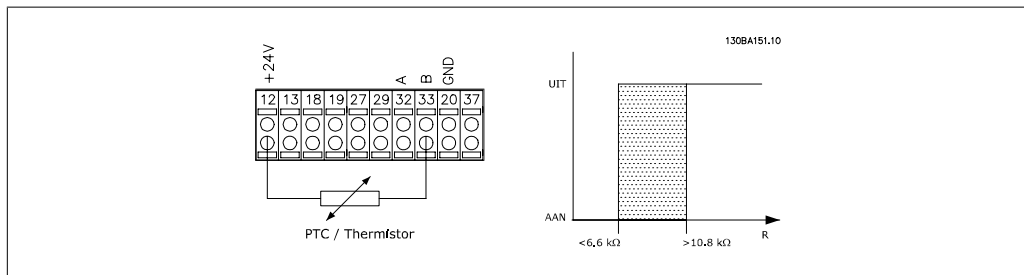 130BA151.10
+24V
A
B
GND
12 13 18 19 27 29 32 33 20 37
PTC / Thermistor
UIT
AAN
<6.6 kΩ
>10.8 kΩ
R